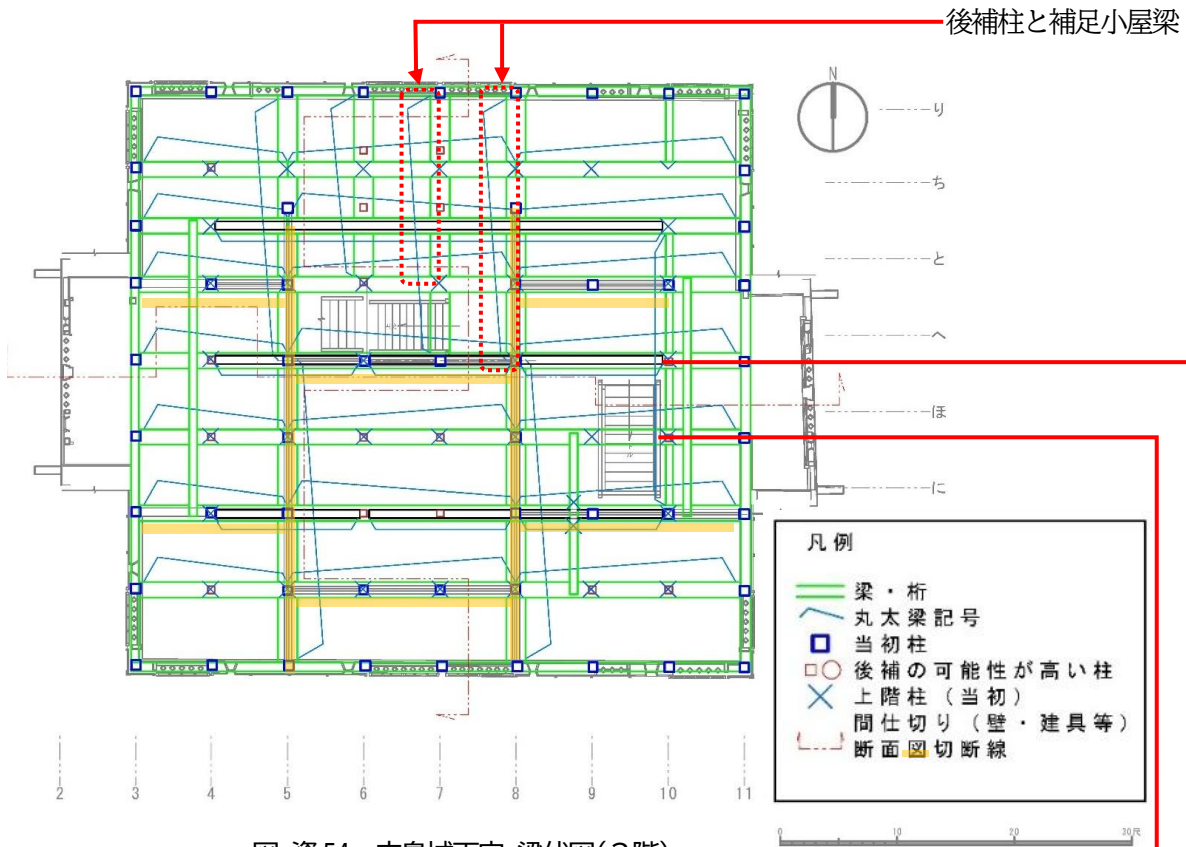 後補柱と補足小屋梁
N
り
ち
と
へ
ほ
に
凡例
梁・桁
丸太梁記号
当初柱
後補の可能性が高い柱
上階柱（当初）
間仕切り（壁・建具等）
断面図切断線
2 3 4 5 6 7 8 9 10 11
0 10 20 30尺